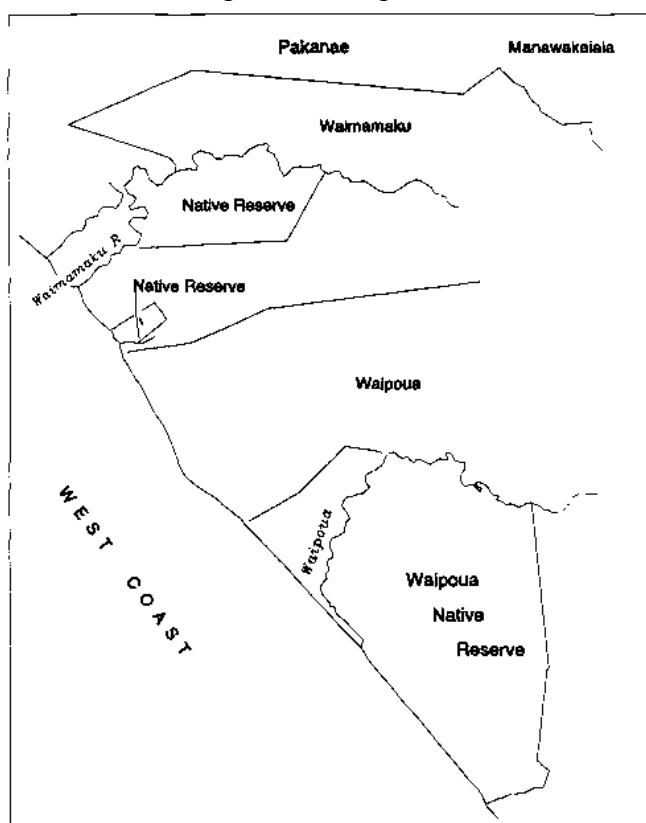 Pakanae
Manawakaiaia
Waimamaku
Native Reserve
Waimamaku R
Native Reserve
Waipoua
WEST COAST
Waipoua
Waipoua
Native
Reserve